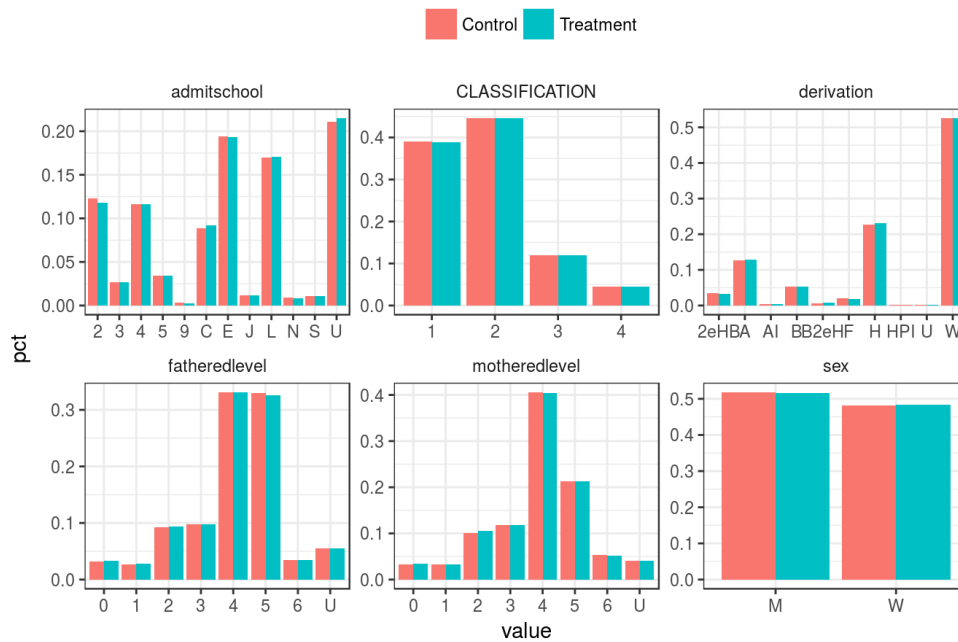 Control Treatment
admitschool CLASSIFICATION derivation
0.20
0.15
0.10
0.05
0.00
0.4
0.3
0.2
0.1
0.0
0.5
0.4
0.3
0.2
0.1
0.0
2 3 4 5 9 C E J L N S U
1 2 3 4
2eHBA AI BB2eHF H HPI U W
pct
fatheredlevel motheredlevel sex
0.3
0.2
0.1
0.0
0.4
0.3
0.2
0.1
0.0
0.5
0.4
0.3
0.2
0.1
0.0
0 1 2 3 4 5 6 U
0 1 2 3 4 5 6 U
M W
value